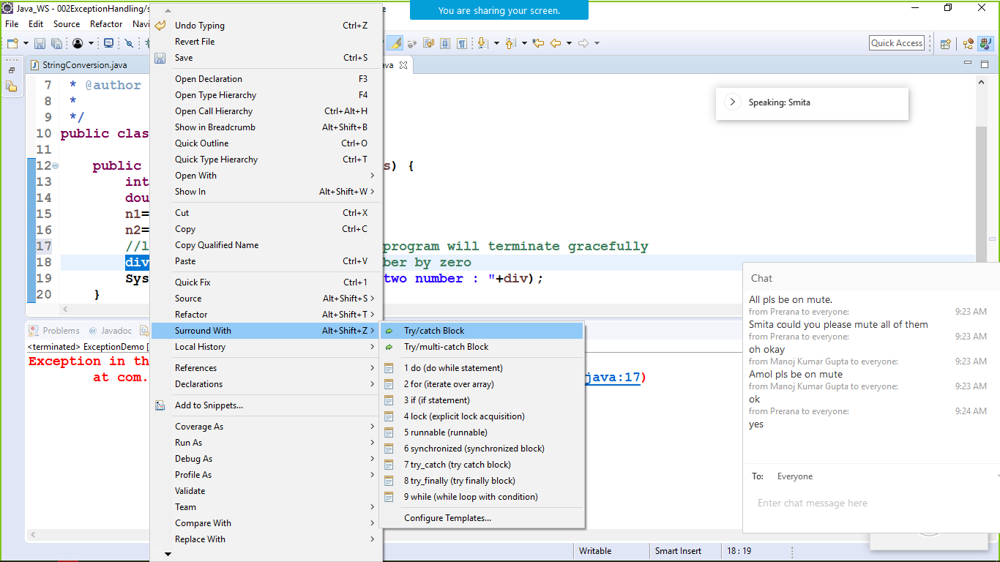 Java_WS - 002ExceptionHandling/s
You are sharing your screen.
File Edit Source Refactor Navi
Quick Access
StringConversion.java
ava
7 * @author
8 *
9 */
10 public clas
11
12 public s) {
13 int
14 dou
15 n1=
16 n2=
17 //l program will terminate gracefully
18 div ber by zero
19 Sys two number : "+div);
20 }
Problems @ Javadoc
<terminated> ExceptionDemo [
Exception in th
at com. java:17)
Undo Typing Ctrl+Z
Revert File
Save Ctrl+S
Open Declaration F3
Open Type Hierarchy F4
Open Call Hierarchy Ctrl+Alt+H
Show in Breadcrumb Alt+Shift+B
Quick Outline Ctrl+O
Quick Type Hierarchy Ctrl+T
Open With
Show In Alt+Shift+W
Cut Ctrl+X
Copy Ctrl+C
Copy Qualified Name
Paste Ctrl+V
Quick Fix Ctrl+1
Source Alt+Shift+S
Refactor Alt+Shift+T
Surround With Alt+Shift+Z
Local History
References
Declarations
Add to Snippets...
Coverage As
Run As
Debug As
Profile As
Validate
Team
Compare With
Replace With
Try/catch Block
Try/multi-catch Block
1 do (do while statement)
2 for (iterate over array)
3 if (if statement)
4 lock (explicit lock acquisition)
5 runnable (runnable)
6 synchronized (synchronized block)
7 try_catch (try catch block)
8 try_finally (try finally block)
9 while (while loop with condition)
Configure Templates...
Speaking: Smita
Chat
All pls be on mute.
from Prerana to everyone: 9:23 AM
Smita could you please mute all of them
from Prerana to everyone: 9:23 AM
oh okay
from Manoj Kumar Gupta to everyone: 9:23 AM
Amol pls be on mute
from Manoj Kumar Gupta to everyone: 9:23 AM
ok
from Prerana to everyone: 9:24 AM
yes
To: Everyone
Enter chat message here
Writable Smart Insert 18 : 19